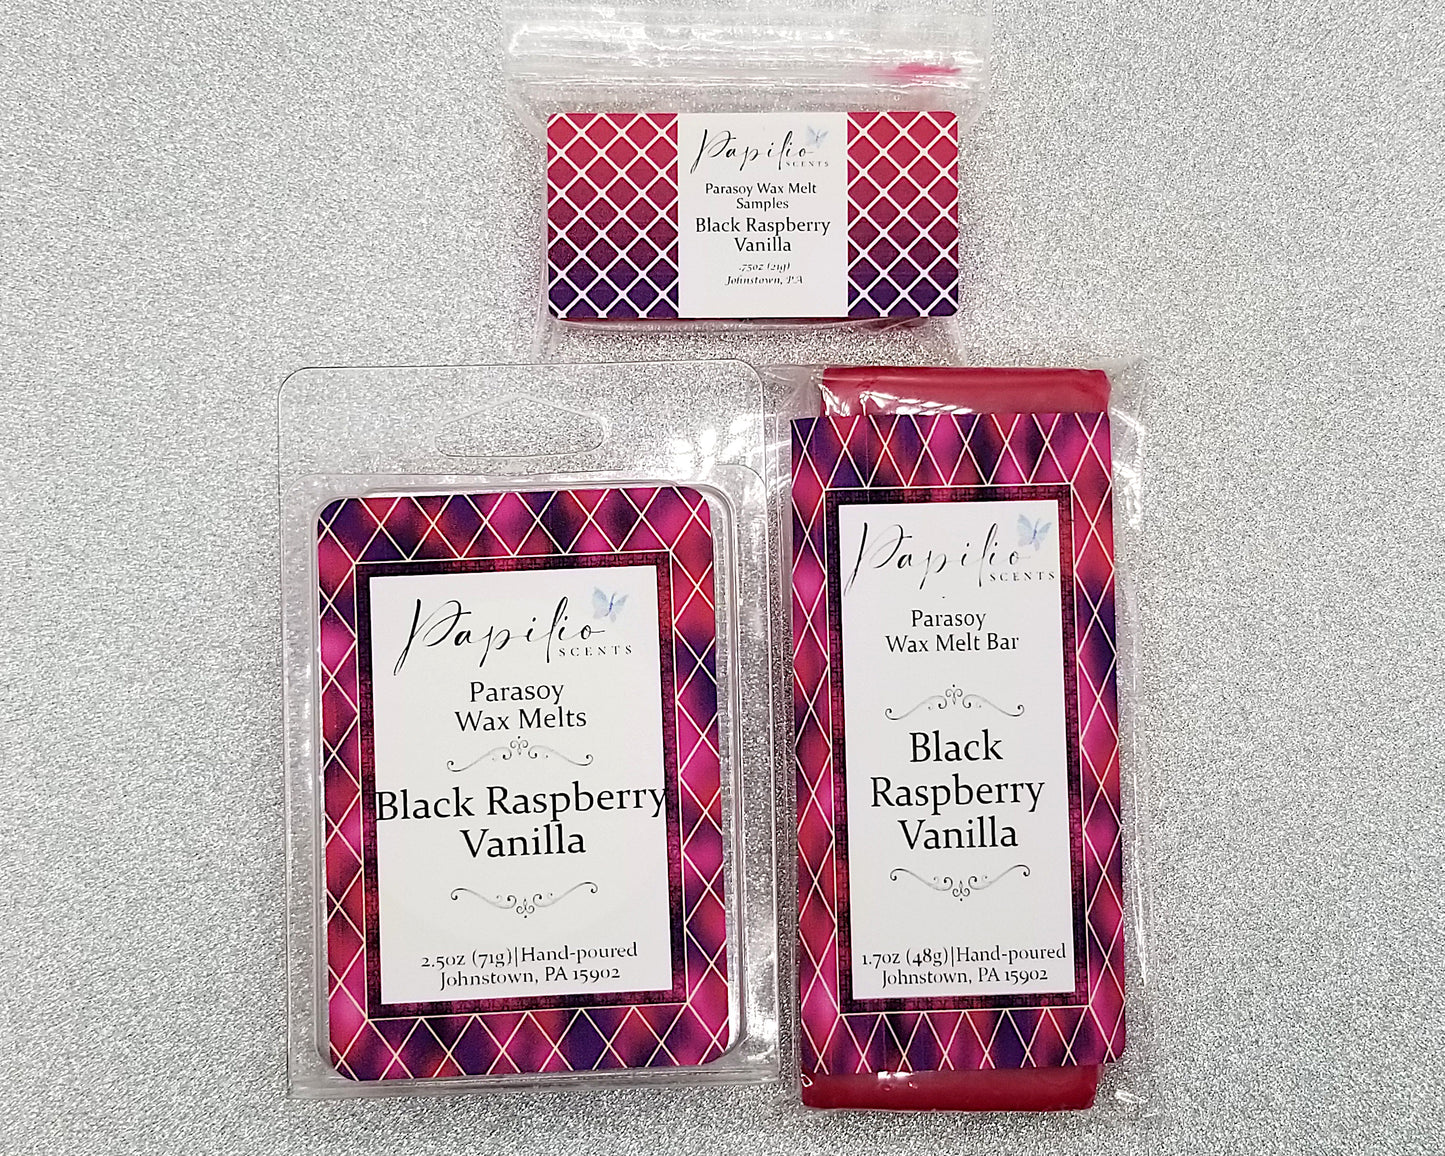 Papilio
SCENTS
Parasoy Wax Melt
Samples
Black Raspberry
Vanilla
.75oz (21g)
Johnstown, PA
Papilio
SCENTS
Parasoy
Wax Melts
Black Raspberry
Vanilla
2.5oz (71g)|Hand-poured
Johnstown, PA 15902
Papilio
SCENTS
Parasoy
Wax Melt Bar
Black
Raspberry
Vanilla
1.7oz (48g)|Hand-poured
Johnstown, PA 15902